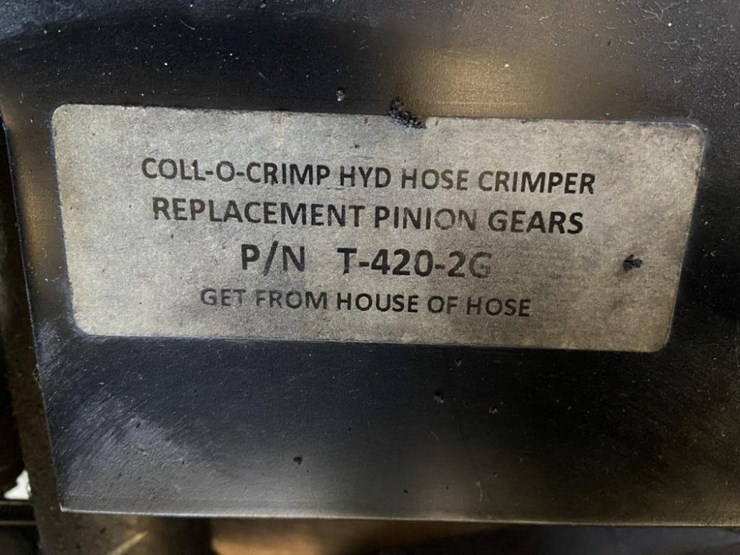 COLL-O-CRIMP HYD HOSE CRIMPER
REPLACEMENT PINION GEARS
P/N T-420-2G
GET FROM HOUSE OF HOSE